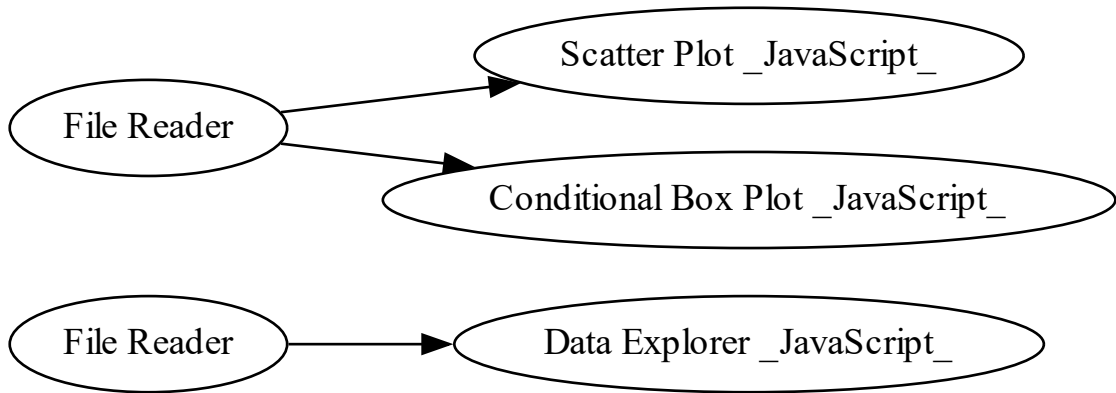 Scatter Plot _JavaScript_
File Reader
Conditional Box Plot _JavaScript_
File Reader
Data Explorer _JavaScript_